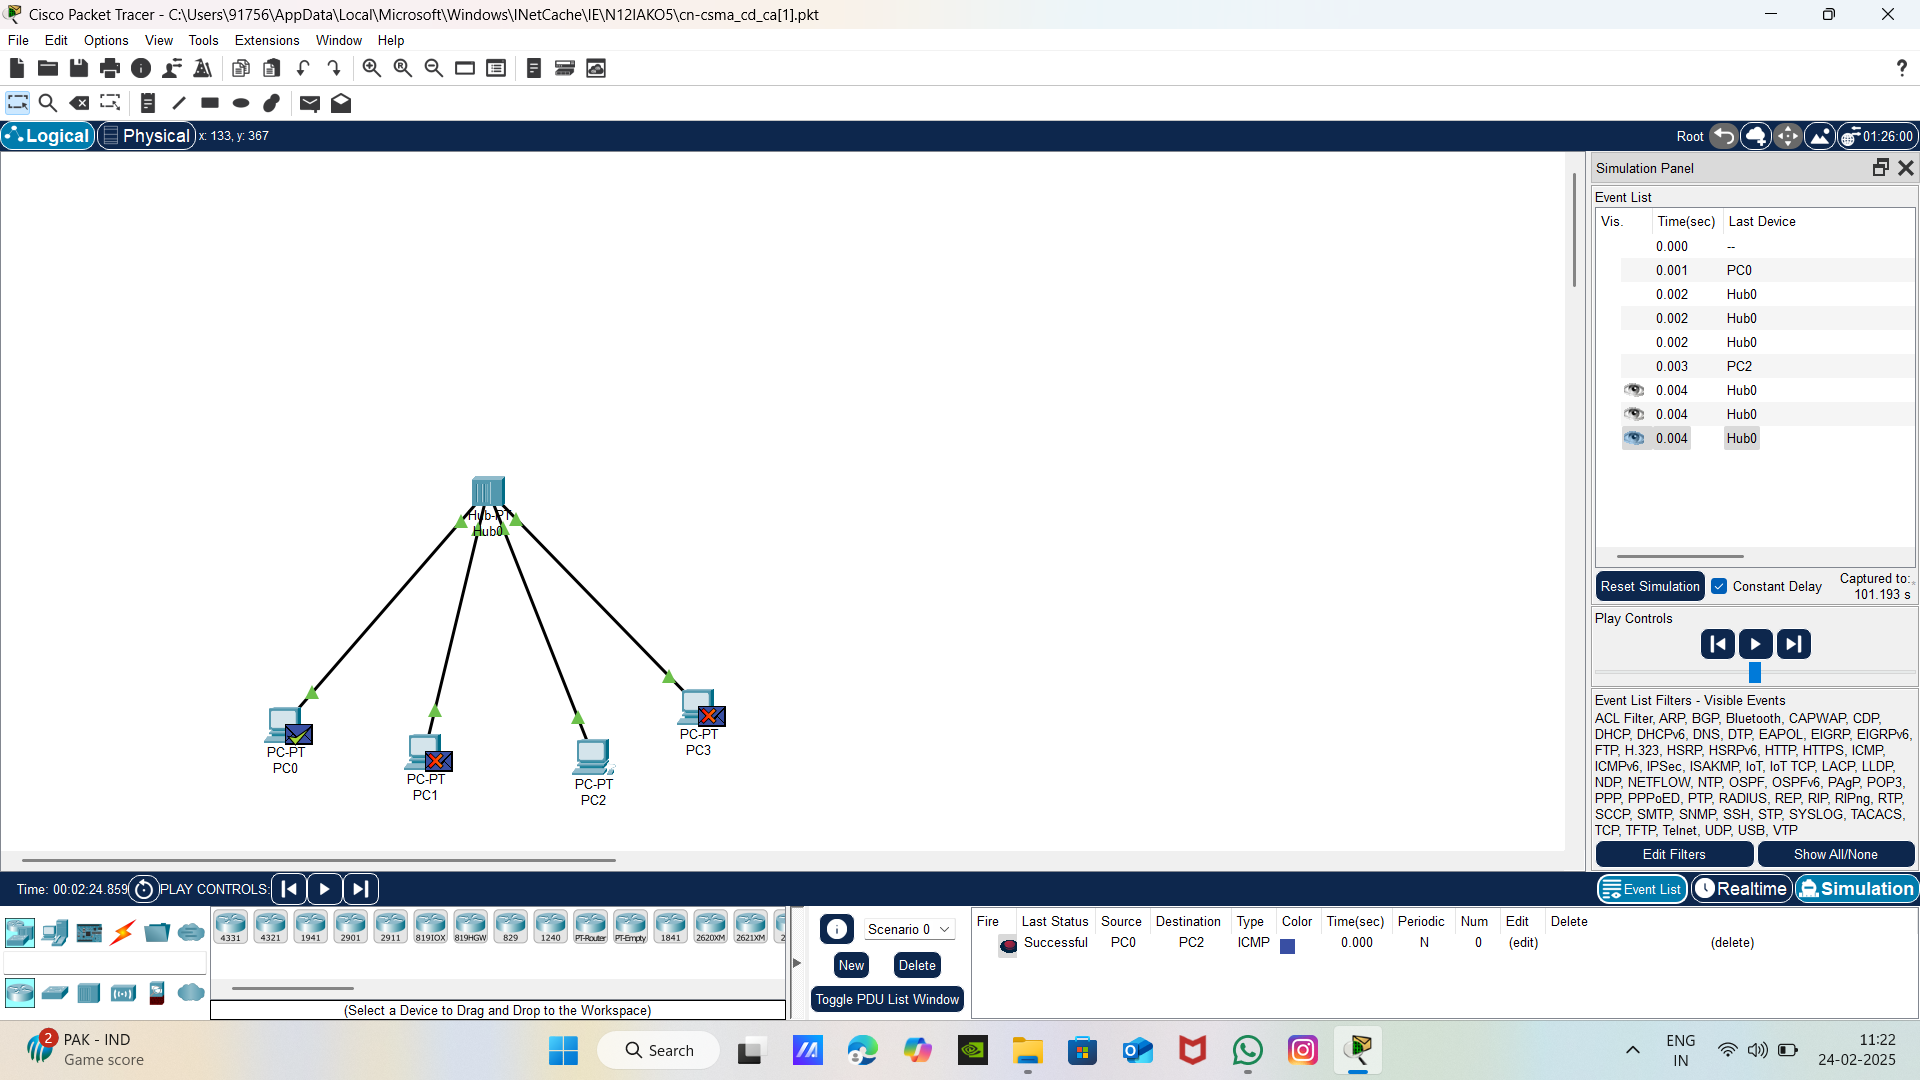 Cisco Packet Tracer - C:\Users\91756\AppData\Local\Microsoft\Windows\INetCache\IE\N12IAKO5\cn-csma_cd_ca[1].pkt
File Edit Options View Tools Extensions Window Help
?
Logical Physical x: 133, y: 367 Root 01:26:00
Simulation Panel
Event List
Vis. Time(sec) Last Device
0.000 --
0.001 PC0
0.002 Hub0
0.002 Hub0
0.002 Hub0
0.003 PC2
0.004 Hub0
0.004 Hub0
0.004 Hub0
Hub-PT
Hub0
PC-PT
PC0
PC-PT
PC1
PC-PT
PC2
PC-PT
PC3
Reset Simulation Constant Delay Captured to:
101.193 s
Play Controls
Event List Filters - Visible Events
ACL Filter, ARP, BGP, Bluetooth, CAPWAP, CDP,
DHCP, DHCPv6, DNS, DTP, EAPOL, EIGRP, EIGRPv6,
FTP, H.323, HSRP, HSRPv6, HTTP, HTTPS, ICMP,
ICMPv6, IPSec, ISAKMP, IoT, IoT TCP, LACP, LLDP,
NDP, NETFLOW, NTP, OSPF, OSPFv6, PAgP, POP3,
PPP, PPPoED, PTP, RADIUS, REP, RIP, RIPng, RTP,
SCCP, SMTP, SNMP, SSH, STP, SYSLOG, TACACS,
TCP, TFTP, Telnet, UDP, USB, VTP
Edit Filters Show All/None
Time: 00:02:24.859 PLAY CONTROLS: Event List Realtime Simulation
4331 4321 1941 2901 2911 819IOX 819HGW 829 1240 PT-Router PT-Empty 1841 2620XM 2621XM
(Select a Device to Drag and Drop to the Workspace)
Scenario 0
New Delete
Toggle PDU List Window
Fire Last Status Source Destination Type Color Time(sec) Periodic Num Edit Delete
Successful PC0 PC2 ICMP 0.000 N 0 (edit) (delete)
2
PAK - IND
Game score
Search
ENG
IN
11:22
24-02-2025